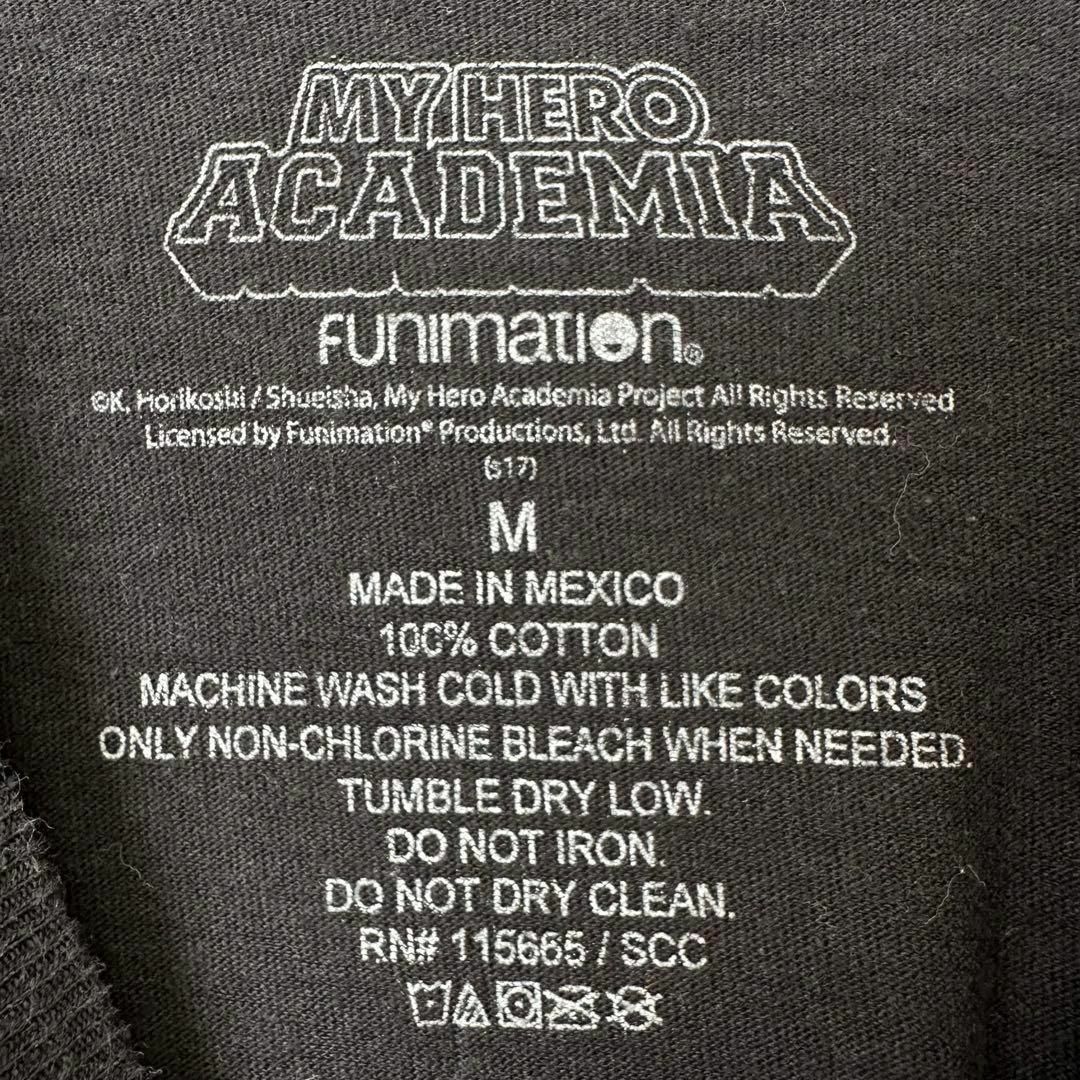 MY HERO
ACADEMIA
FUNIMATION®
©K. Horikoshi / Shueisha, My Hero Academia Project All Rights Reserved
Licensed by Funimation® Productions, Ltd. All Rights Reserved.
(s17)
M
MADE IN MEXICO
100% COTTON
MACHINE WASH COLD WITH LIKE COLORS
ONLY NON-CHLORINE BLEACH WHEN NEEDED.
TUMBLE DRY LOW.
DO NOT IRON.
DO NOT DRY CLEAN.
RN# 115665 / SCC